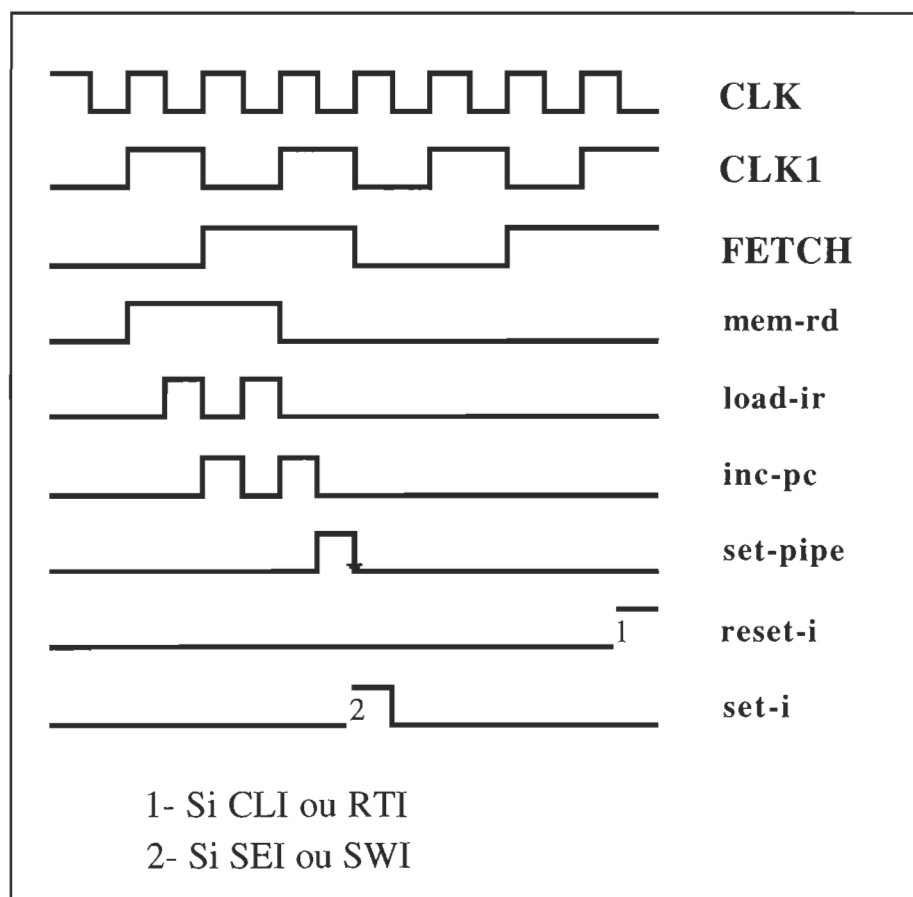 CLK
CLK1
FETCH
mem-rd
load-ir
inc-pc
set-pipe
1
reset-i
2
set-i
1- Si CLI ou RTI
2- Si SEI ou SWI